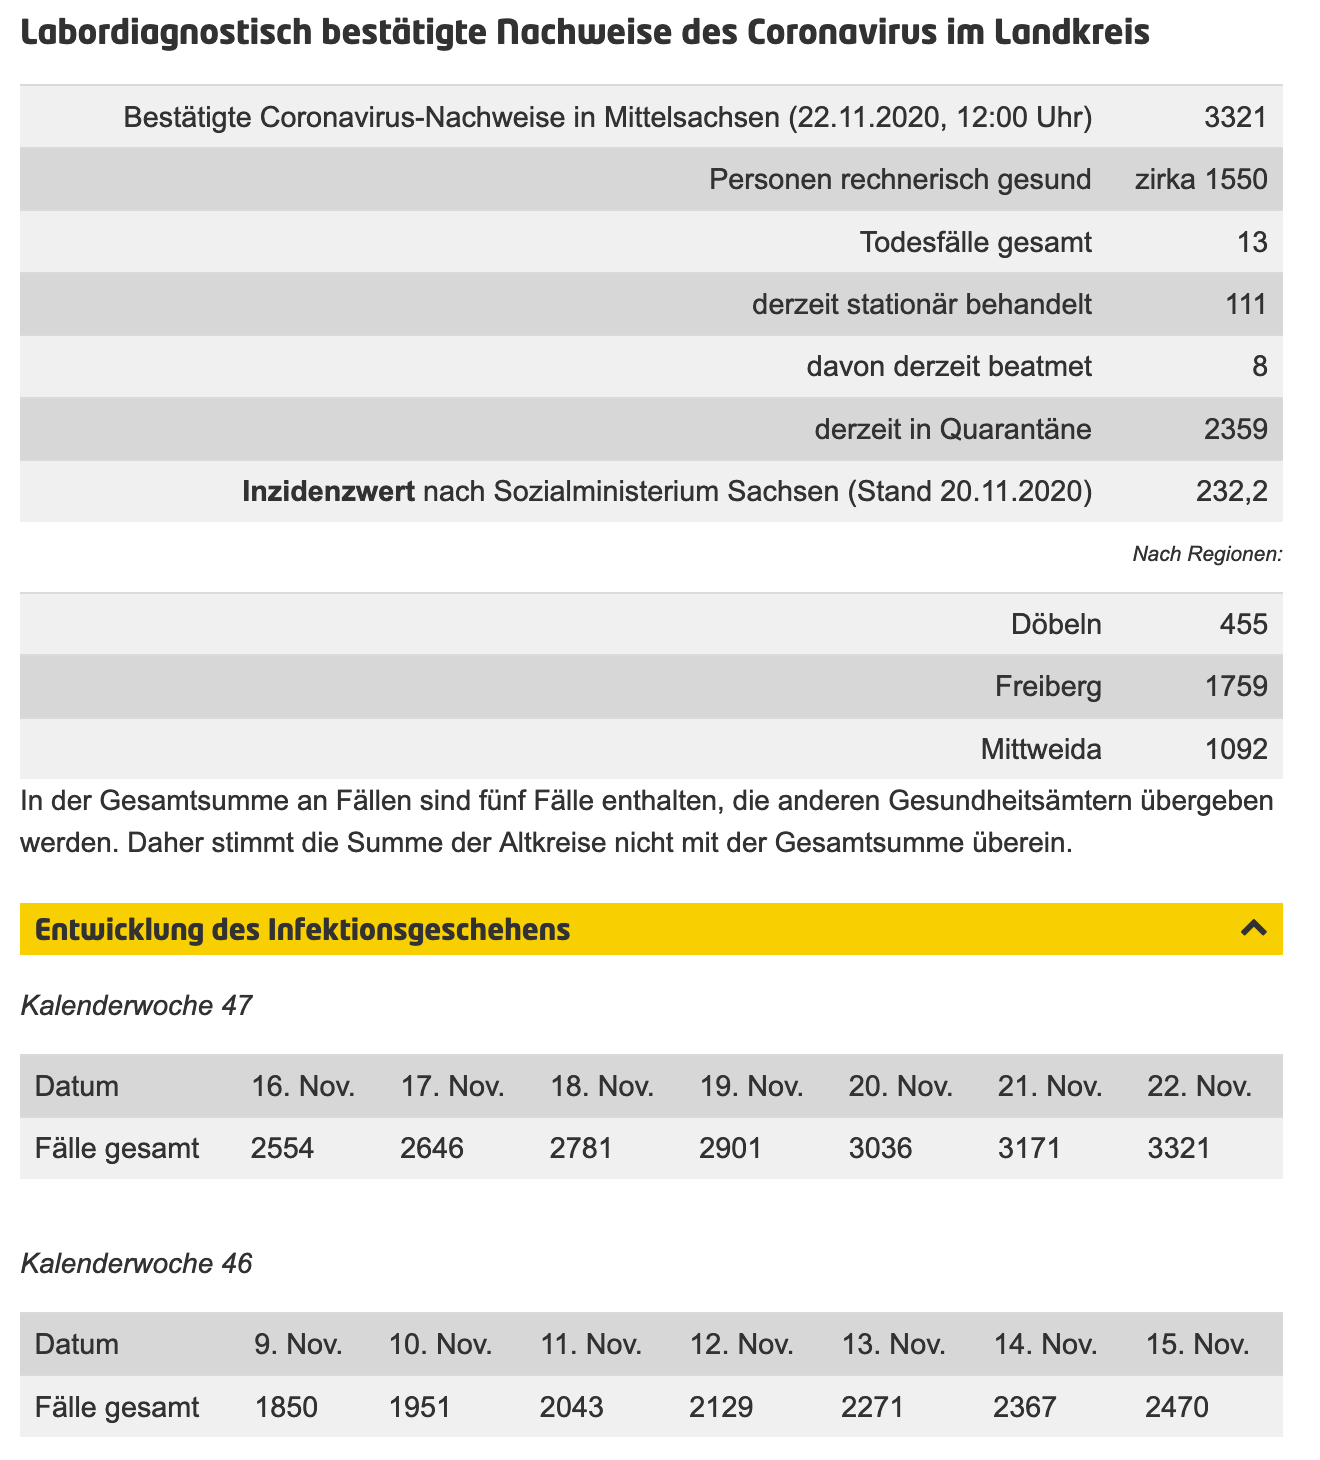 Labordiagnostisch bestätigte Nachweise des Coronavirus im Landkreis
Bestätigte Coronavirus-Nachweise in Mittelsachsen (22.11.2020, 12:00 Uhr) 3321
Personen rechnerisch gesund zirka 1550
Todesfälle gesamt 13
derzeit stationär behandelt 111
davon derzeit beatmet 8
derzeit in Quarantäne 2359
Inzidenzwert nach Sozialministerium Sachsen (Stand 20.11.2020) 232,2
Nach Regionen:
Döbeln 455
Freiberg 1759
Mittweida 1092
In der Gesamtsumme an Fällen sind fünf Fälle enthalten, die anderen Gesundheitsämtern übergeben
werden. Daher stimmt die Summe der Altkreise nicht mit der Gesamtsumme überein.
Entwicklung des Infektionsgeschehens
Kalenderwoche 47
Datum 16. Nov. 17. Nov. 18. Nov. 19. Nov. 20. Nov. 21. Nov. 22. Nov.
Fälle gesamt 2554 2646 2781 2901 3036 3171 3321
Kalenderwoche 46
Datum 9. Nov. 10. Nov. 11. Nov. 12. Nov. 13. Nov. 14. Nov. 15. Nov.
Fälle gesamt 1850 1951 2043 2129 2271 2367 2470